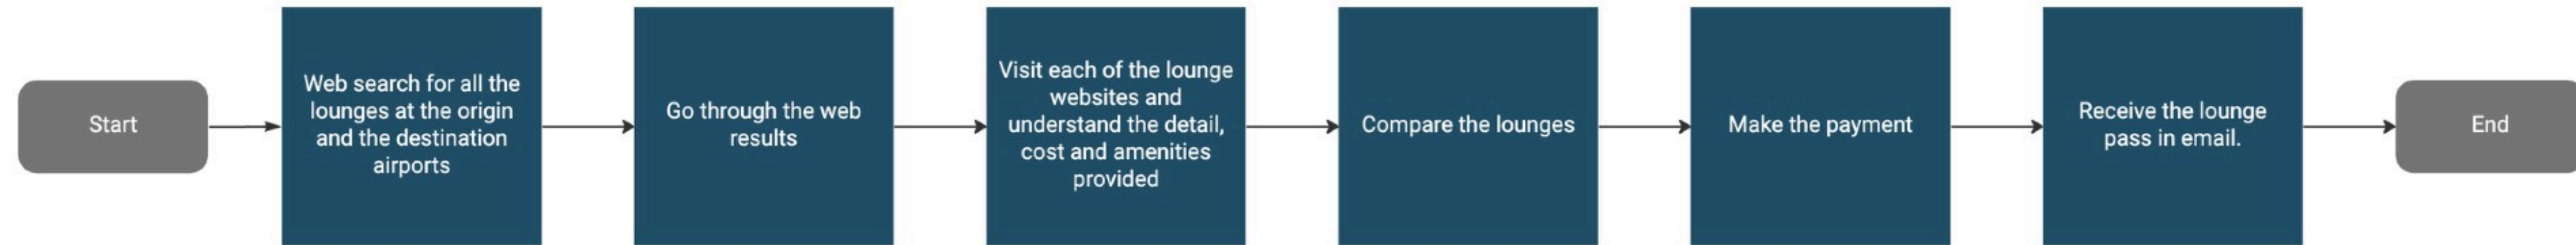 Start
Web search for all the
lounges at the origin
and the destination
airports
Go through the web
results
Visit each of the lounge
websites and
understand the detail,
cost and amenities
provided
Compare the lounges
Make the payment
Receive the lounge
pass in email.
End